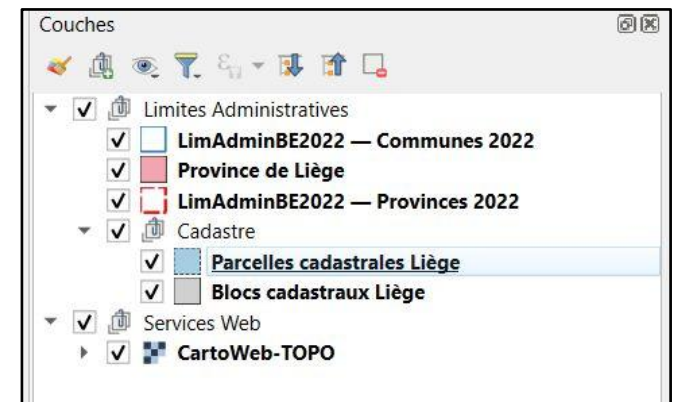 Couches
Limites Administratives
LimAdminBE2022 — Communes 2022
Province de Liège
LimAdminBE2022 — Provinces 2022
Cadastre
Parcelles cadastrales Liège
Blocs cadastraux Liège
Services Web
CartoWeb-TOPO